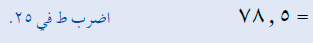 = ٧٨,٥ اضرب ط في ٢٥.